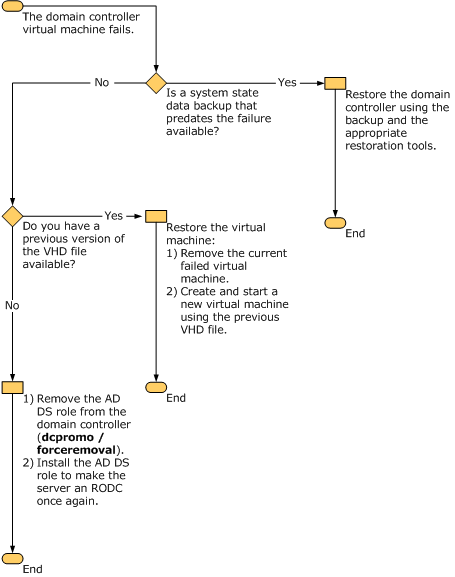 The domain controller
virtual machine fails.
No
Yes
Is a system state
data backup that
predates the failure
available?
Restore the domain
controller using the
backup and the
appropriate
restoration tools.
End
Do you have a
previous version of
the VHD file
available?
Yes
Restore the virtual
machine:
1) Remove the current
failed virtual
machine.
2) Create and start a
new virtual machine
using the previous
VHD file.
No
End
1) Remove the AD
DS role from the
domain controller
(dcpromo /
forceremoval).
2) Install the AD DS
role to make the
server an RODC
once again.
End